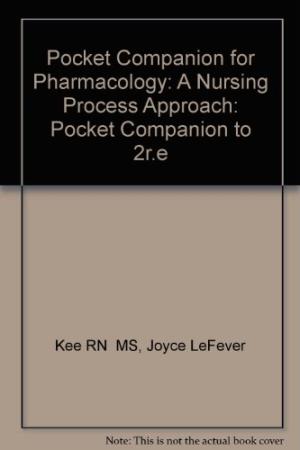 Pocket Companion for
Pharmacology: A Nursing
Process Approach:
Pocket Companion to
2r.e
Kee RN  MS, Joyce LeFever
Note: This is not the actual book cover